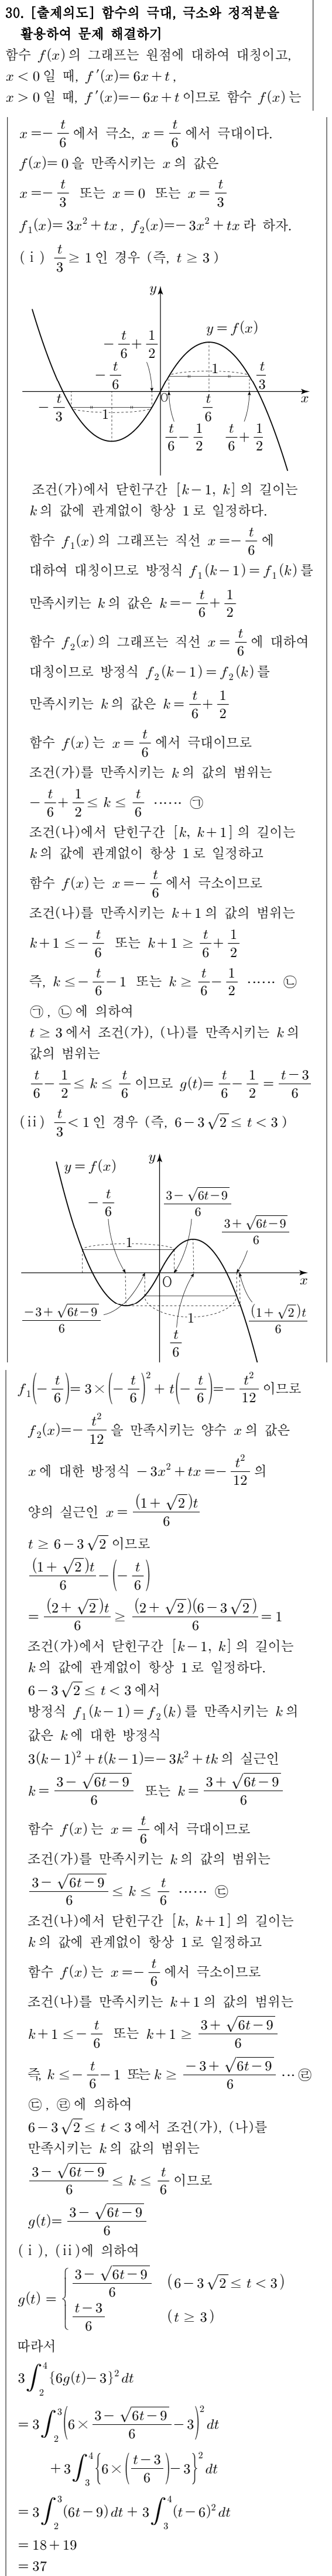 30. [출제의도] 함수의 극대, 극소와 정적분을
활용하여 문제 해결하기
함수 f(x)의 그래프는 원점에 대하여 대칭이고,
x<0일 때, f′(x)=6x+t,
x>0일 때, f′(x)=-6x+t이므로 함수 f(x)는
x=-t/6에서 극소, x=t/6에서 극대이다.
f(x)=0을 만족시키는 x의 값은
x=-t/3 또는 x=0 또는 x=t/3
f₁(x)=3x²+tx, f₂(x)=-3x²+tx라 하자.
(ⅰ) t/3≥1인 경우 (즉, t≥3)
y
y=f(x)
-t/6+1/2
-t/6
1
t/3
-t/3
1
O
t/6
x
t/6-1/2
t/6+1/2
조건(가)에서 닫힌구간 [k-1, k]의 길이는
k의 값에 관계없이 항상 1로 일정하다.
함수 f₁(x)의 그래프는 직선 x=-t/6에
대하여 대칭이므로 방정식 f₁(k-1)=f₁(k)를
만족시키는 k의 값은 k=-t/6+1/2
함수 f₂(x)의 그래프는 직선 x=t/6에 대하여
대칭이므로 방정식 f₂(k-1)=f₂(k)를
만족시키는 k의 값은 k=t/6+1/2
함수 f(x)는 x=t/6에서 극대이므로
조건(가)를 만족시키는 k의 값의 범위는
-t/6+1/2≤k≤t/6 ⋯⋯ ㉠
조건(나)에서 닫힌구간 [k, k+1]의 길이는
k의 값에 관계없이 항상 1로 일정하고
함수 f(x)는 x=-t/6에서 극소이므로
조건(나)를 만족시키는 k+1의 값의 범위는
k+1≤-t/6 또는 k+1≥t/6+1/2
즉, k≤-t/6-1 또는 k≥t/6-1/2 ⋯⋯ ㉡
㉠, ㉡에 의하여
t≥3에서 조건(가), (나)를 만족시키는 k의
값의 범위는
t/6-1/2≤k≤t/6이므로 g(t)=t/6-1/2=(t-3)/6
(ⅱ) t/3<1인 경우 (즉, 6-3√2≤t<3)
y
y=f(x)
-t/6
(3-√(6t-9))/6
(3+√(6t-9))/6
1
O
x
(-3+√(6t-9))/6
1
(1+√2)t/6
t/6
f₁(-t/6)=3×(-t/6)²+t(-t/6)=-t²/12이므로
f₂(x)=-t²/12을 만족시키는 양수 x의 값은
x에 대한 방정식 -3x²+tx=-t²/12의
양의 실근인 x=(1+√2)t/6
t≥6-3√2이므로
(1+√2)t/6-(-t/6)
=(2+√2)t/6≥(2+√2)(6-3√2)/6=1
조건(가)에서 닫힌구간 [k-1, k]의 길이는
k의 값에 관계없이 항상 1로 일정하다.
6-3√2≤t<3에서
방정식 f₁(k-1)=f₂(k)를 만족시키는 k의
값은 k에 대한 방정식
3(k-1)²+t(k-1)=-3k²+tk의 실근인
k=(3-√(6t-9))/6 또는 k=(3+√(6t-9))/6
함수 f(x)는 x=t/6에서 극대이므로
조건(가)를 만족시키는 k의 값의 범위는
(3-√(6t-9))/6≤k≤t/6 ⋯⋯ ㉢
조건(나)에서 닫힌구간 [k, k+1]의 길이는
k의 값에 관계없이 항상 1로 일정하고
함수 f(x)는 x=-t/6에서 극소이므로
조건(나)를 만족시키는 k+1의 값의 범위는
k+1≤-t/6 또는 k+1≥(3+√(6t-9))/6
즉, k≤-t/6-1 또는 k≥(-3+√(6t-9))/6 ⋯㉣
㉢, ㉣에 의하여
6-3√2≤t<3에서 조건(가), (나)를
만족시키는 k의 값의 범위는
(3-√(6t-9))/6≤k≤t/6이므로
g(t)=(3-√(6t-9))/6
(ⅰ), (ⅱ)에 의하여
g(t)={ (3-√(6t-9))/6 (6-3√2≤t<3)
(t-3)/6 (t≥3)
따라서
3∫₂⁴{6g(t)-3}²dt
=3∫₂³(6×(3-√(6t-9))/6-3)²dt
+3∫₃⁴{6×((t-3)/6)-3}²dt
=3∫₂³(6t-9)dt+3∫₃⁴(t-6)²dt
=18+19
=37